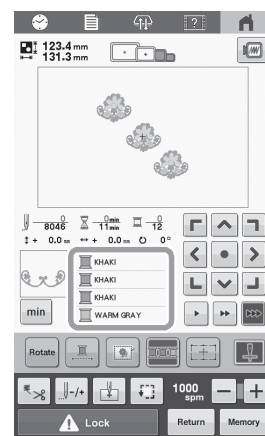 ?
123.4 mm
131.3 mm
0 0 min 0
8046 11 min 12
+ 0.0 mm + 0.0 mm 0°
KHAKI
KHAKI
KHAKI
WARM GRAY
min
Rotate
-/+
1000
spm
- +
Lock Return Memory